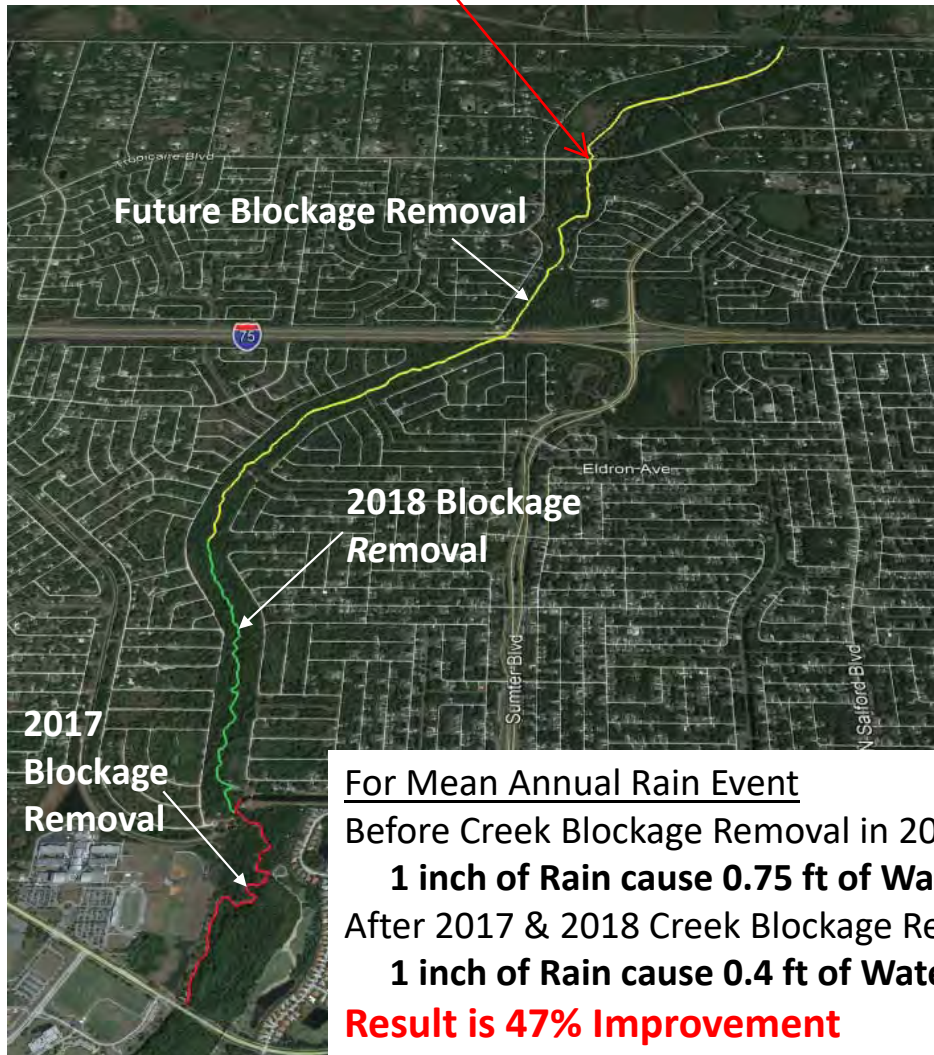 Tropicaire Blvd
Future Blockage Removal
75
Eldron Ave
2018 Blockage
Removal
Sumter Blvd
N Salford Blvd
2017
Blockage
Removal
For Mean Annual Rain Event
Before Creek Blockage Removal in 20
1 inch of Rain cause 0.75 ft of Wa
After 2017 & 2018 Creek Blockage Re
1 inch of Rain cause 0.4 ft of Wate
Result is 47% Improvement